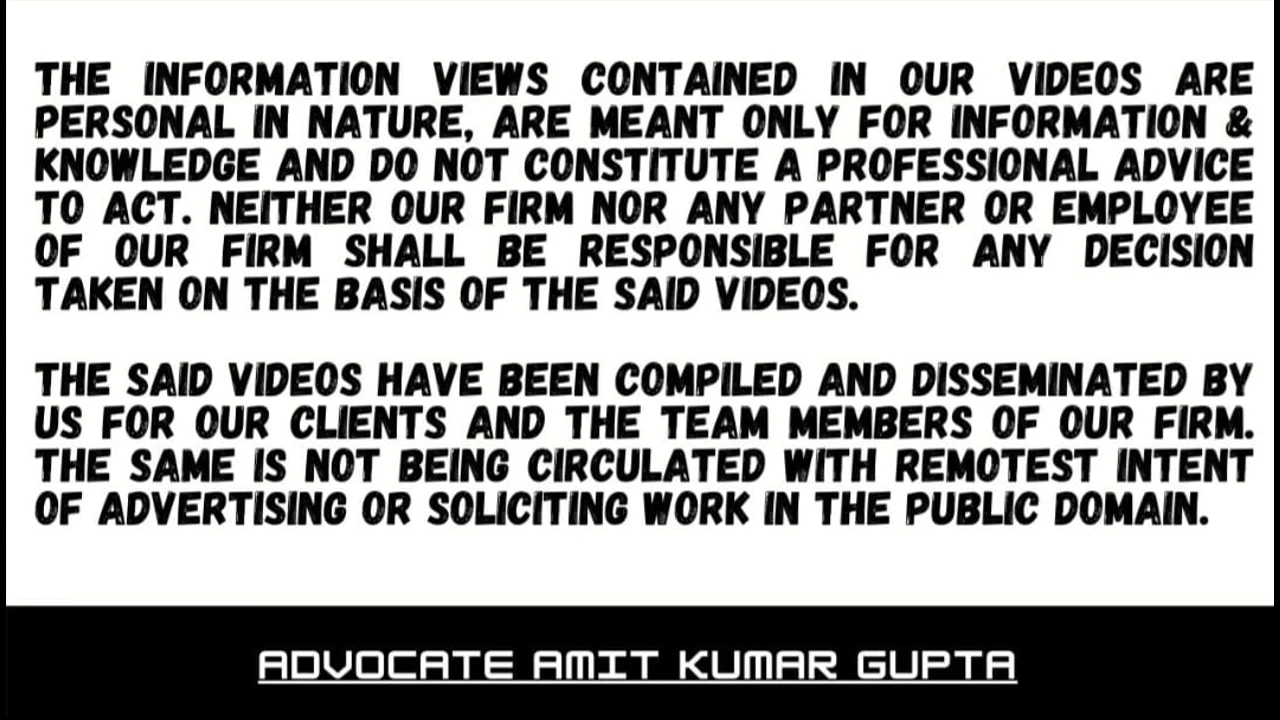 THE INFORMATION VIEWS CONTAINED IN OUR VIDEOS ARE
PERSONAL IN NATURE, ARE MEANT ONLY FOR INFORMATION &
KNOWLEDGE AND DO NOT CONSTITUTE A PROFESSIONAL ADVICE
TO ACT. NEITHER OUR FIRM NOR ANY PARTNER OR EMPLOYEE
OF OUR FIRM SHALL BE RESPONSIBLE FOR ANY DECISION
TAKEN ON THE BASIS OF THE SAID VIDEOS.
THE SAID VIDEOS HAVE BEEN COMPILED AND DISSEMINATED BY
US FOR OUR CLIENTS AND THE TEAM MEMBERS OF OUR FIRM.
THE SAME IS NOT BEING CIRCULATED WITH REMOTEST INTENT
OF ADVERTISING OR SOLICITING WORK IN THE PUBLIC DOMAIN.
ADVOCATE AMIT KUMAR GUPTA